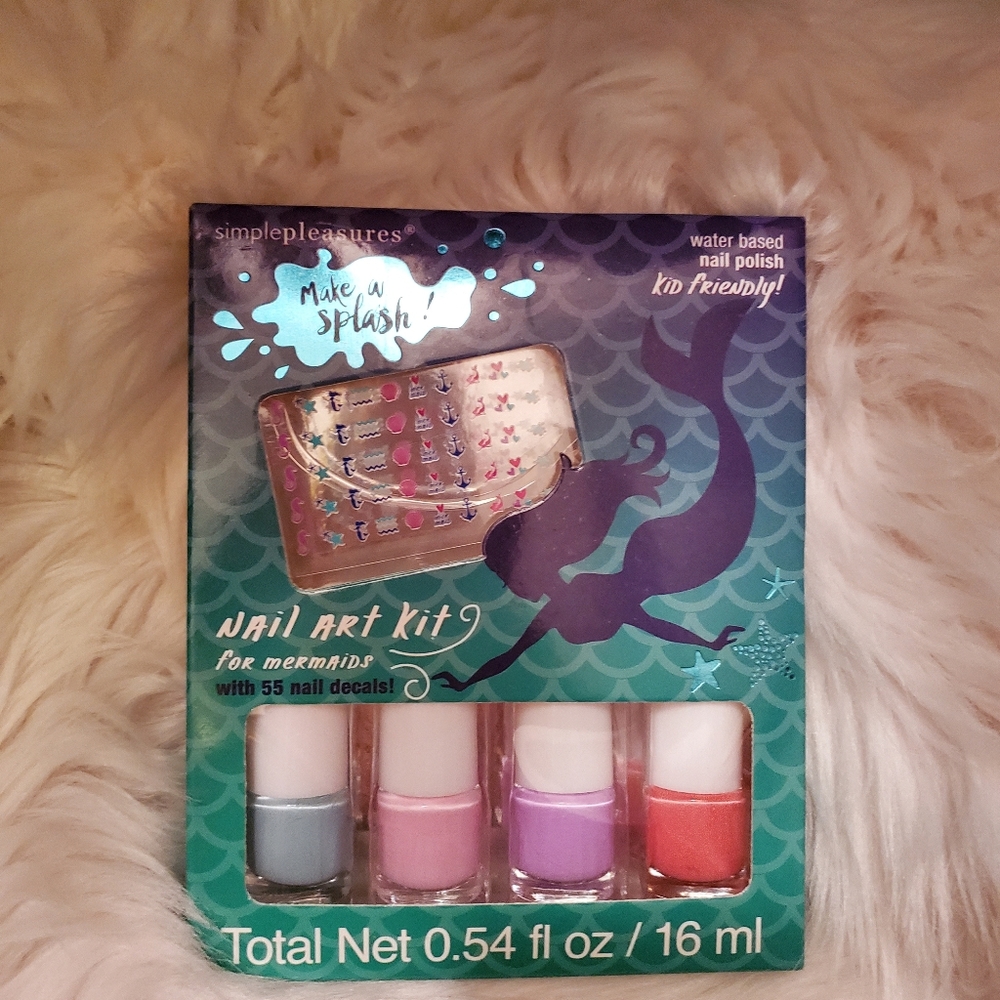 simplepleasures®
water based
nail polish
kid friendly!
Make a
splash!
Nail Art Kit
for mermaids
with 55 nail decals!
Total Net 0.54 fl oz / 16 ml